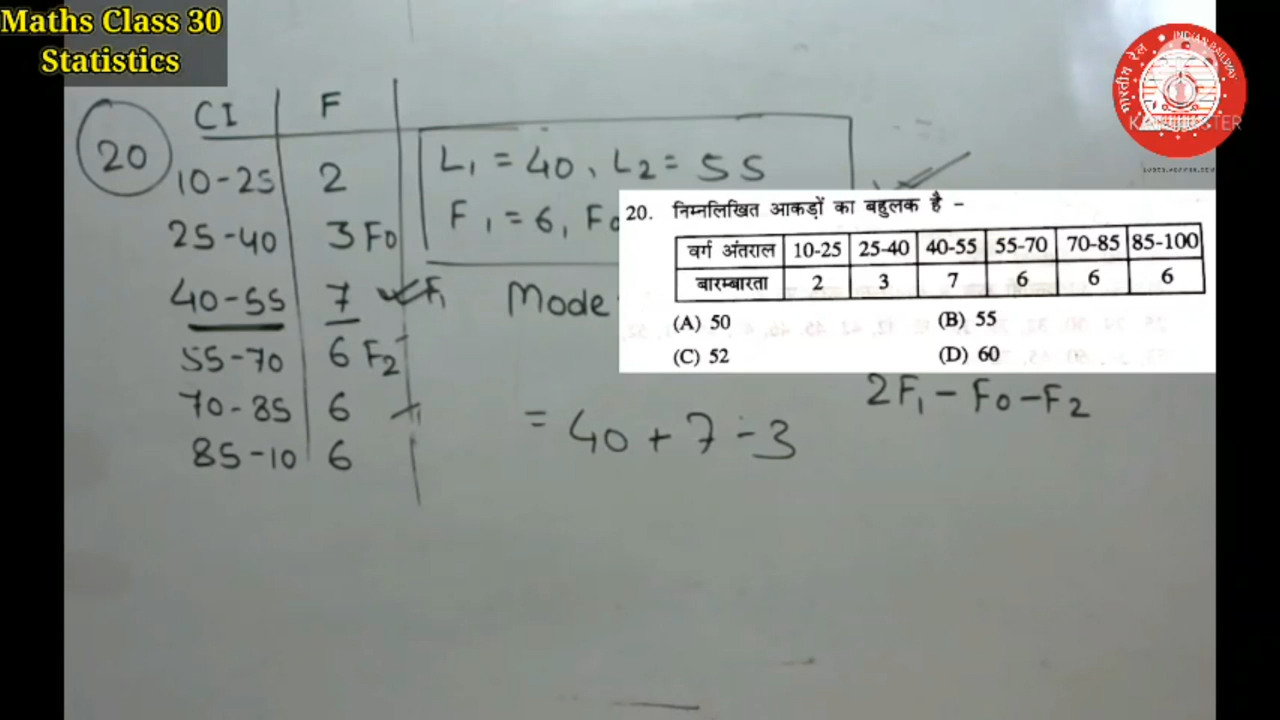 Maths Class 30
Statistics
भारतीय रेल
INDIAN RAILWAY
20
CI F
10-25 2
25-40 3 F0
40-55 7 F1
55-70 6 F2
70-85 6
85-10 6
L1 = 40, L2 = 55
F1 = 6, F0
Mode
2F1 - F0 - F2
= 40 + 7 - 3
20. निम्नलिखित आकड़ों का बहुलक है -
वर्ग अंतराल 10-25 25-40 40-55 55-70 70-85 85-100
बारम्बारता 2 3 7 6 6 6
(A) 50 (B) 55
(C) 52 (D) 60